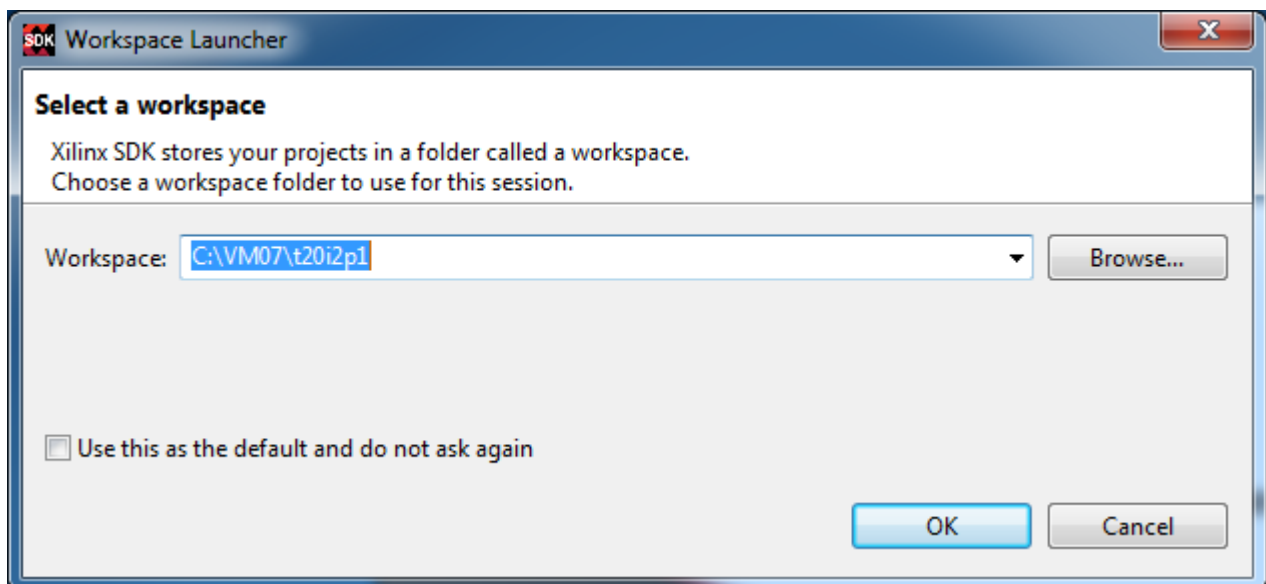 SDK Workspace Launcher
Select a workspace
Xilinx SDK stores your projects in a folder called a workspace.
Choose a workspace folder to use for this session.
Workspace: C:\VM07\t20i2p1 Browse...
Use this as the default and do not ask again
OK Cancel